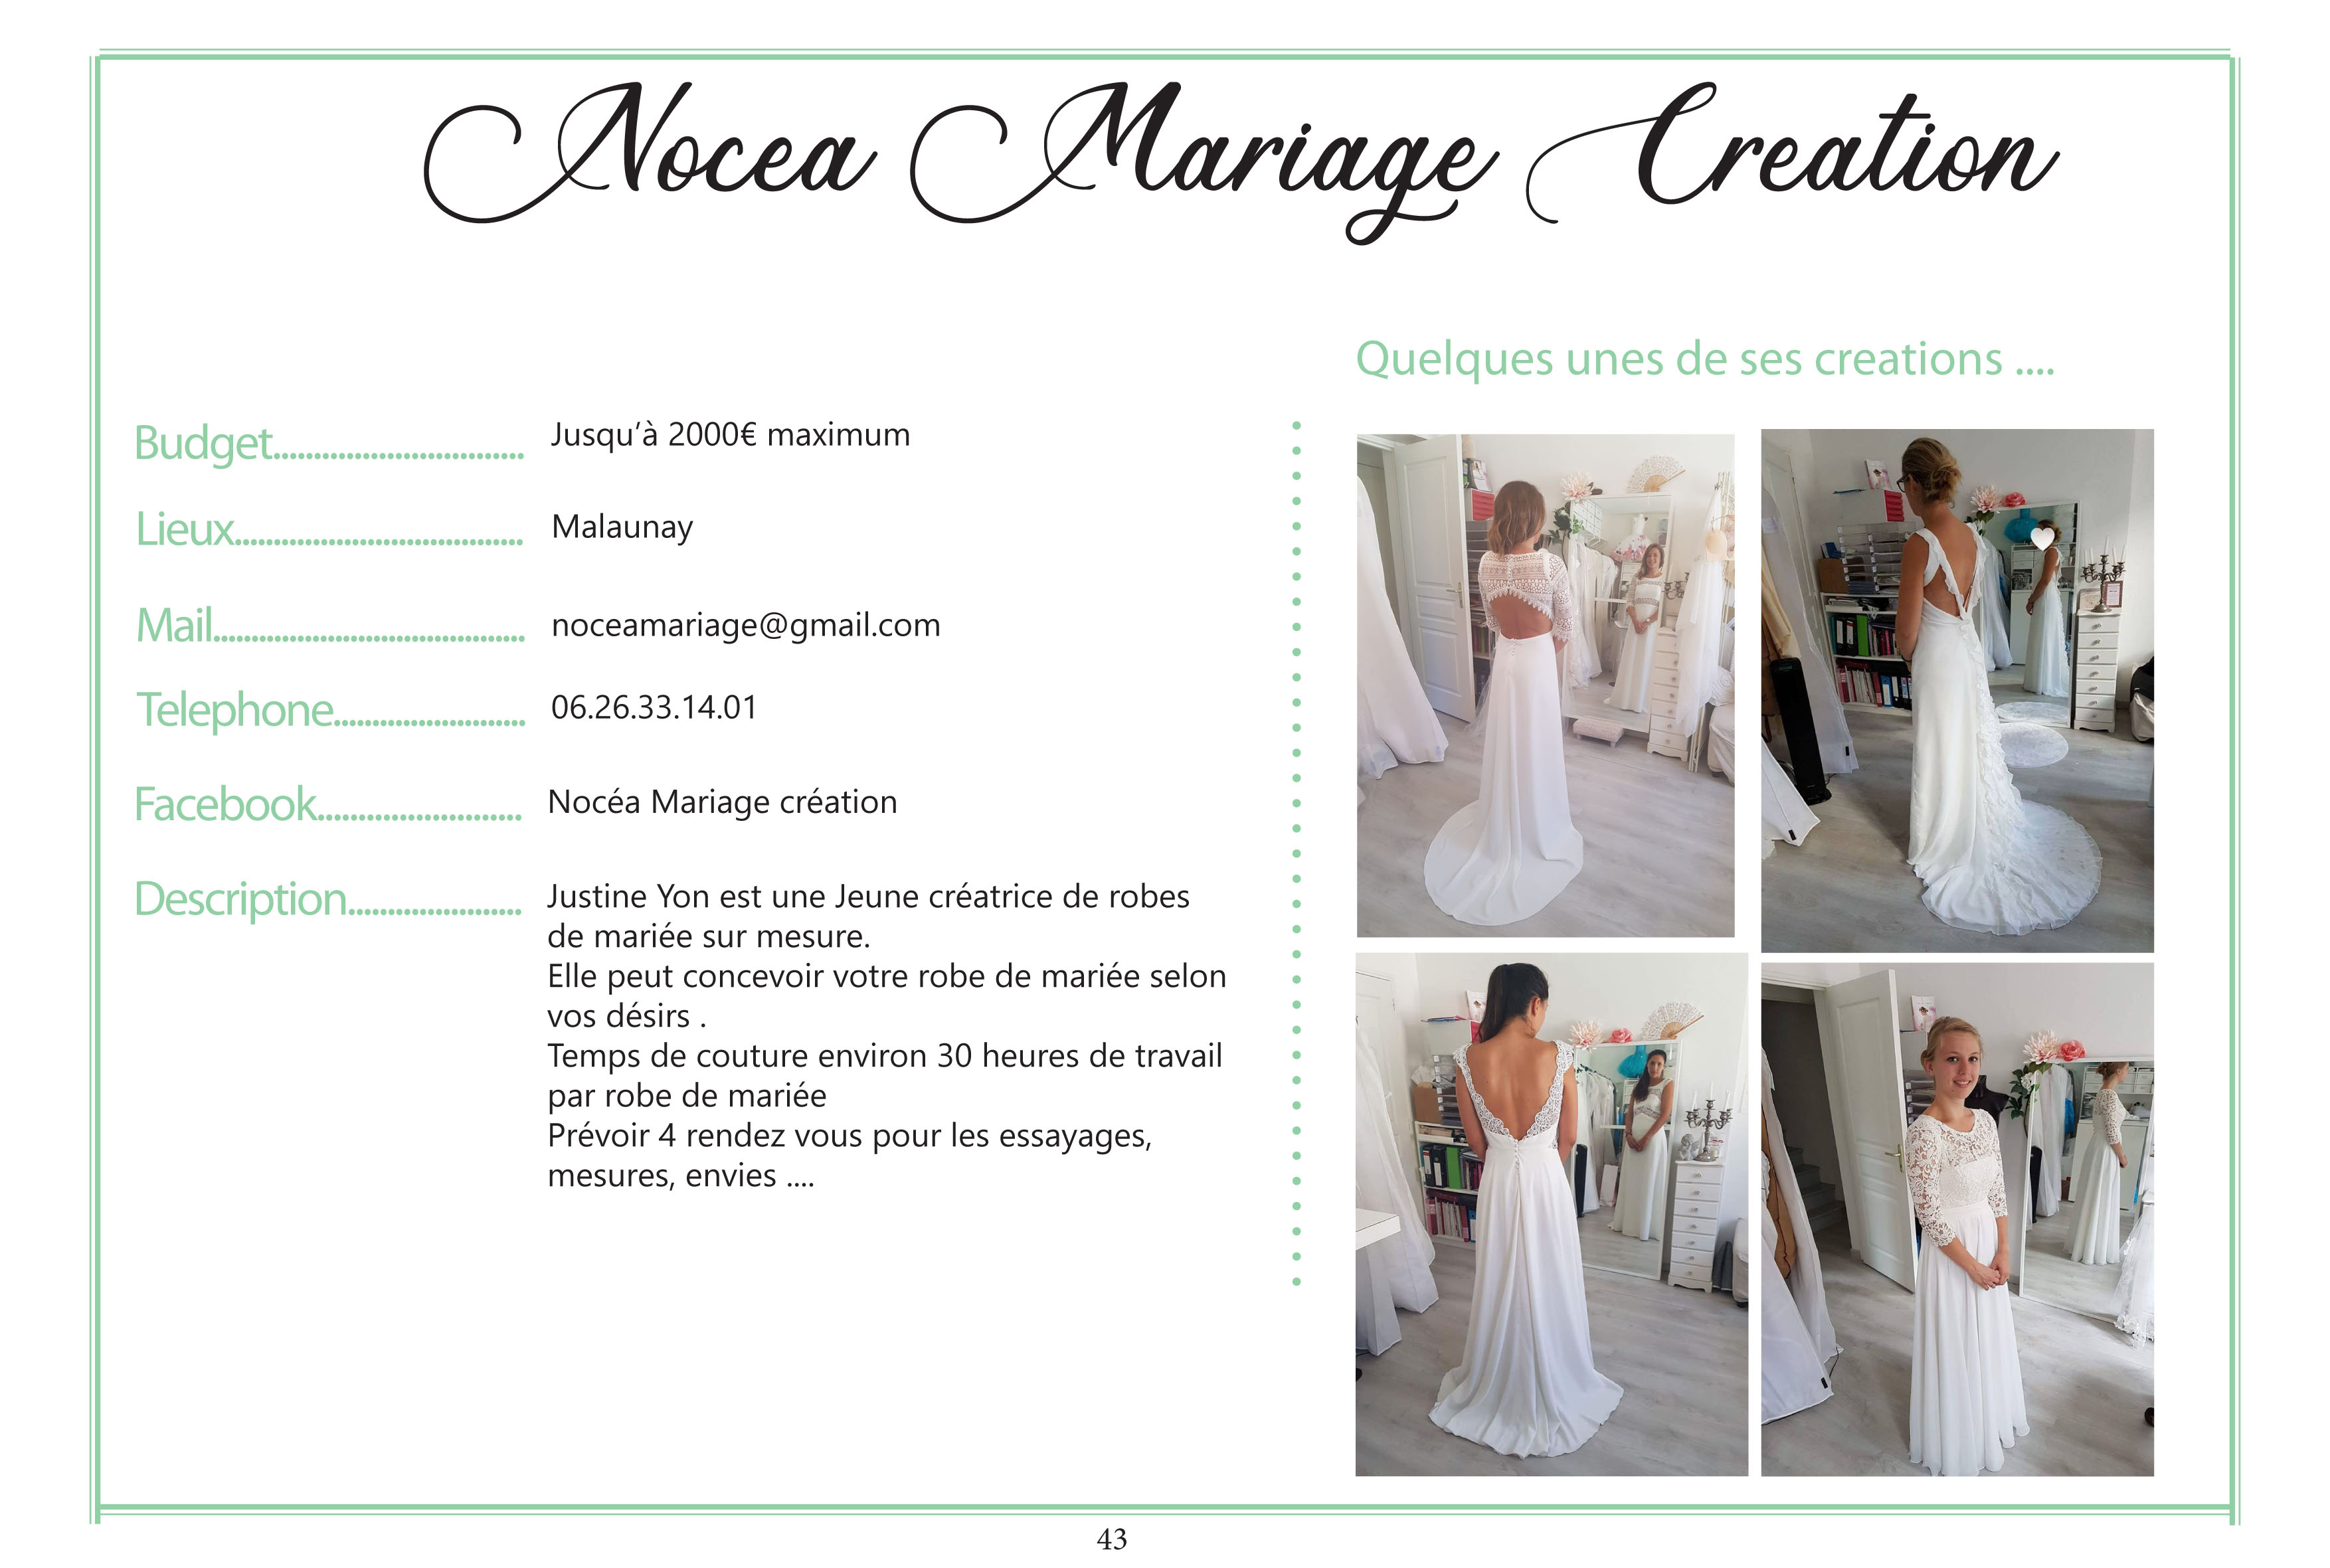 Nocea Mariage Creation
Budget............................... Jusqu’à 2000€ maximum
Lieux.................................... Malaunay
Mail....................................... noceamariage@gmail.com
Telephone........................ 06.26.33.14.01
Facebook......................... Nocéa Mariage création
Description...................... Justine Yon est une Jeune créatrice de robes
de mariée sur mesure.
Elle peut concevoir votre robe de mariée selon
vos désirs .
Temps de couture environ 30 heures de travail
par robe de mariée
Prévoir 4 rendez vous pour les essayages,
mesures, envies ....
Quelques unes de ses creations ....
43